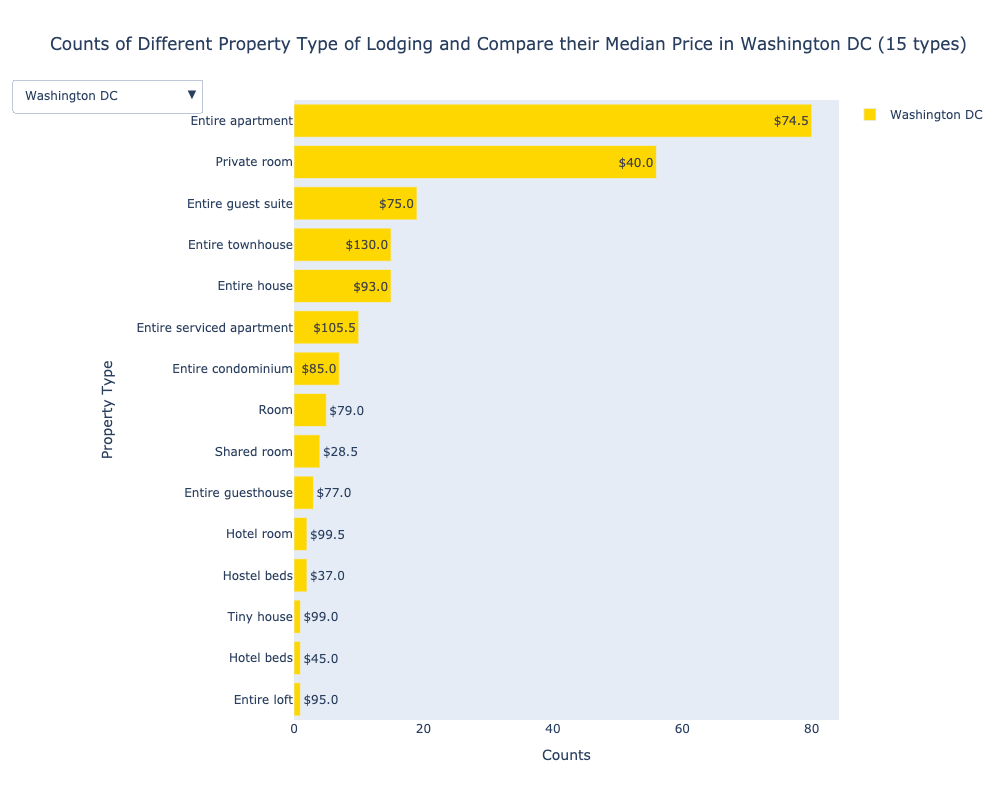 Counts of Different Property Type of Lodging and Compare their Median Price in Washington DC (15 types)
Washington DC ▼
Washington DC
Entire apartment $74.5
Private room $40.0
Entire guest suite $75.0
Entire townhouse $130.0
Entire house $93.0
Entire serviced apartment $105.5
Entire condominium $85.0
Room $79.0
Shared room $28.5
Entire guesthouse $77.0
Hotel room $99.5
Hostel beds $37.0
Tiny house $99.0
Hotel beds $45.0
Entire loft $95.0
Property Type
0 20 40 60 80
Counts